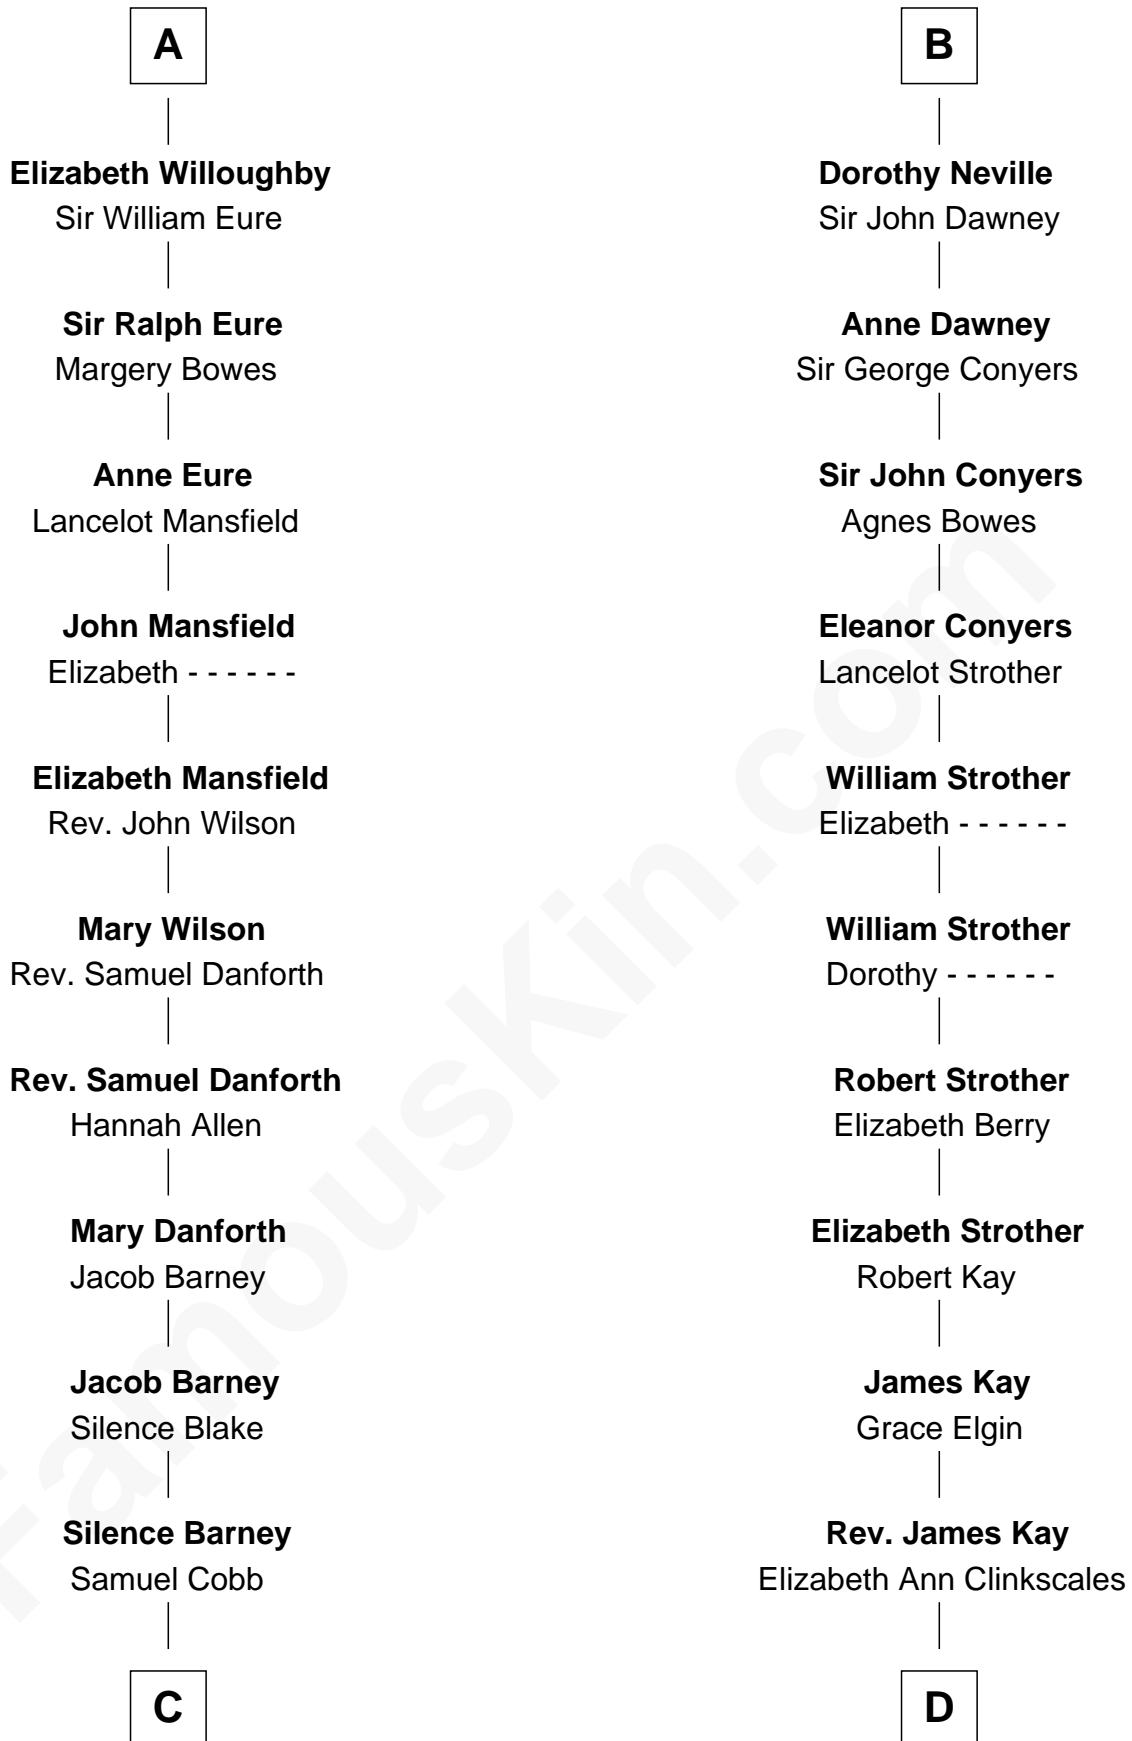 A
Elizabeth Willoughby
Sir William Eure
Sir Ralph Eure
Margery Bowes
Anne Eure
Lancelot Mansfield
John Mansfield
Elizabeth - - - - - -
Elizabeth Mansfield
Rev. John Wilson
Mary Wilson
Rev. Samuel Danforth
Rev. Samuel Danforth
Hannah Allen
Mary Danforth
Jacob Barney
Jacob Barney
Silence Blake
Silence Barney
Samuel Cobb
C
B
Dorothy Neville
Sir John Dawney
Anne Dawney
Sir George Conyers
Sir John Conyers
Agnes Bowes
Eleanor Conyers
Lancelot Strother
William Strother
Elizabeth - - - - - -
William Strother
Dorothy - - - - - -
Robert Strother
Elizabeth Berry
Elizabeth Strother
Robert Kay
James Kay
Grace Elgin
Rev. James Kay
Elizabeth Ann Clinkscales
D
FamousKin.com